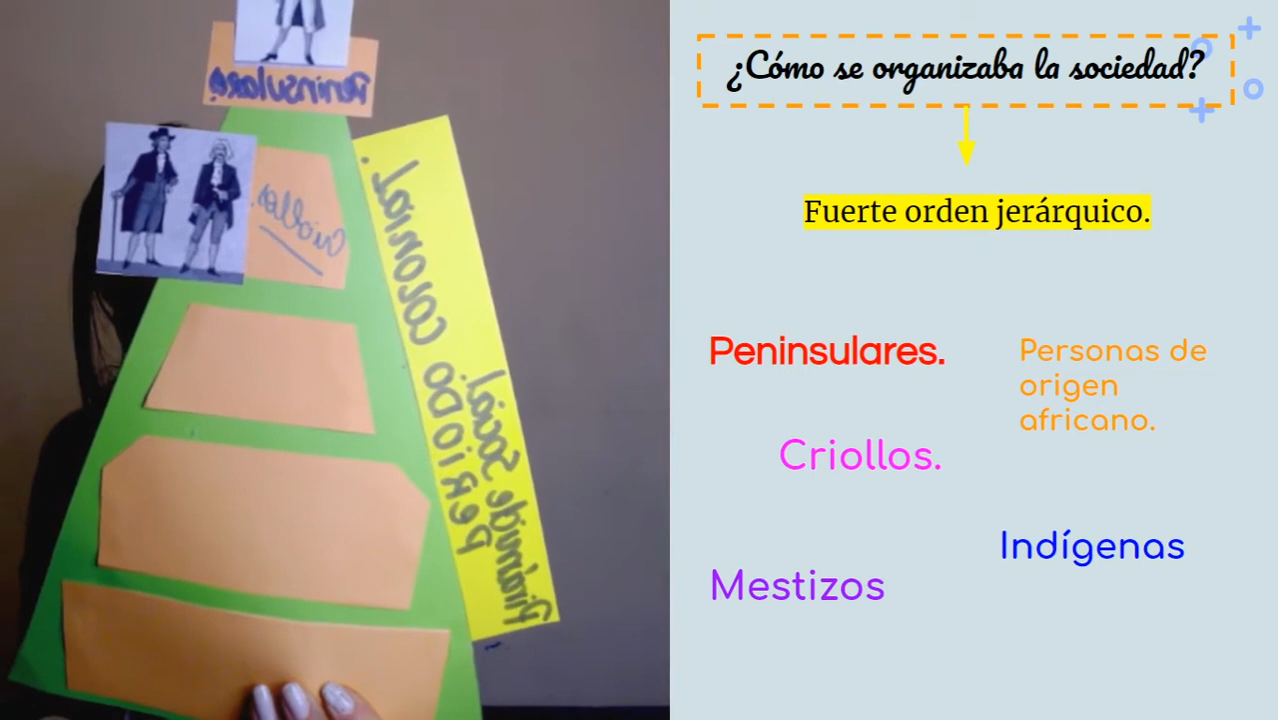 Peninsulares
Criollos.
Pirámide social
PERIODO COLONIAL.
¿Cómo se organizaba la sociedad?
Fuerte orden jerárquico.
Peninsulares.
Personas de
origen
africano.
Criollos.
Indígenas
Mestizos